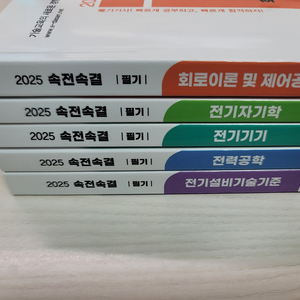 2025 속전속결 | 필기 | 회로이론 및 제어공
2025 속전속결 | 필기 | 전기자기학
2025 속전속결 | 필기 | 전기기기
2025 속전속결 | 필기 | 전력공학
2025 속전속결 | 필기 | 전기설비기술기준